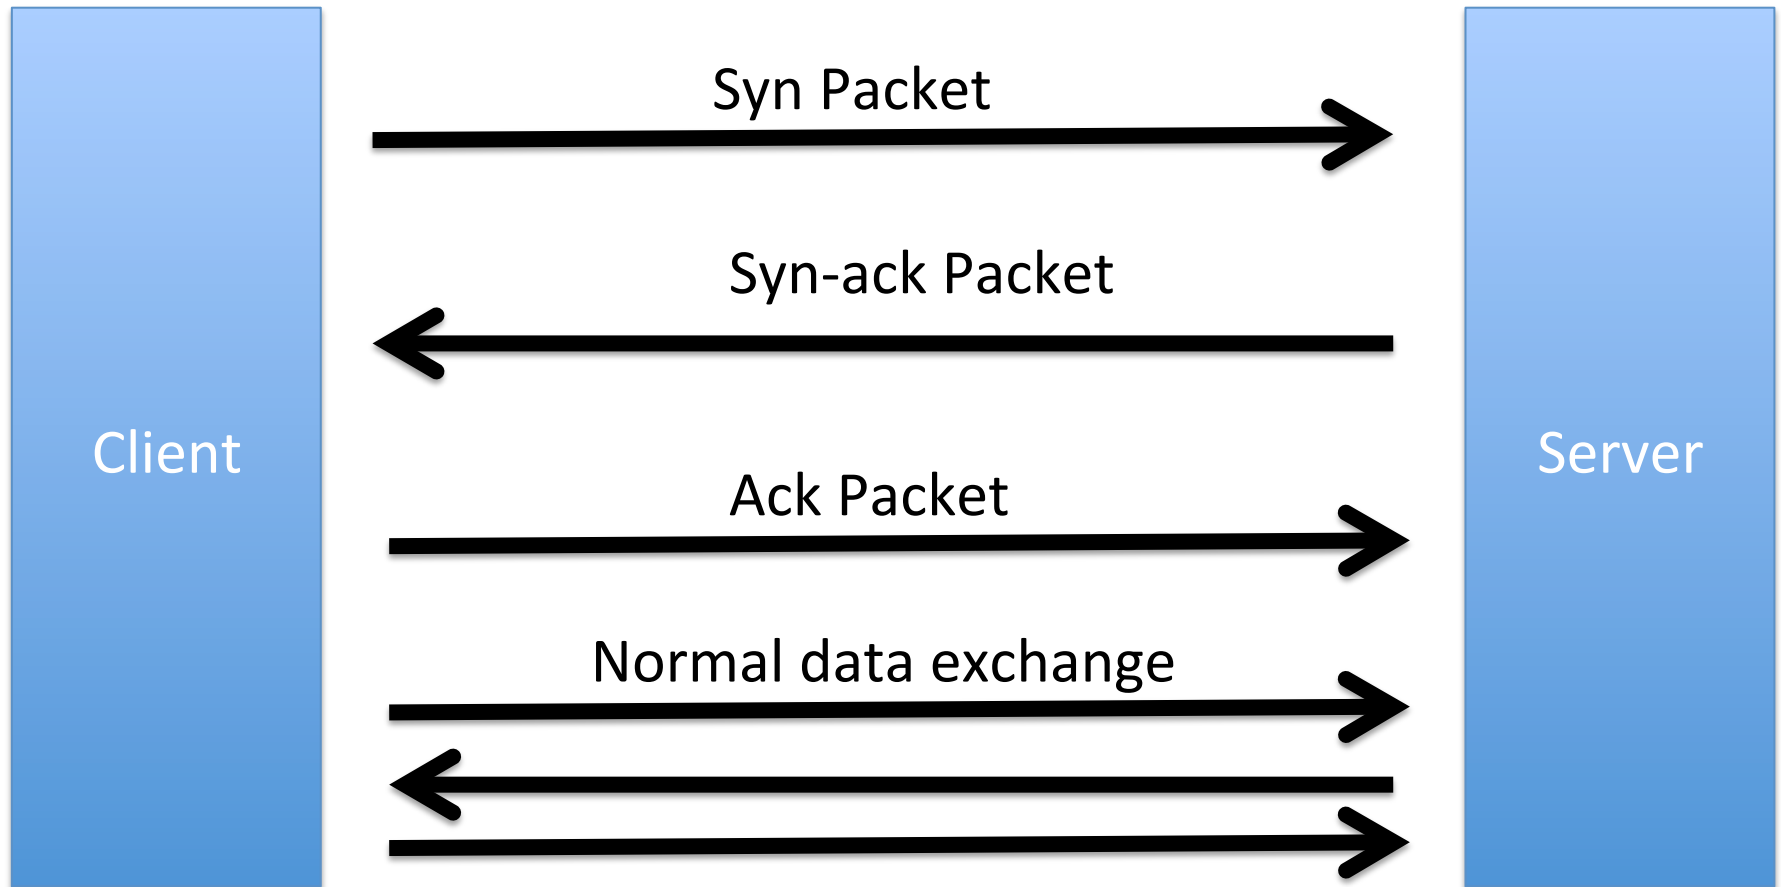 Syn Packet
Syn-ack Packet
Client
Server
Ack Packet
Normal data exchange